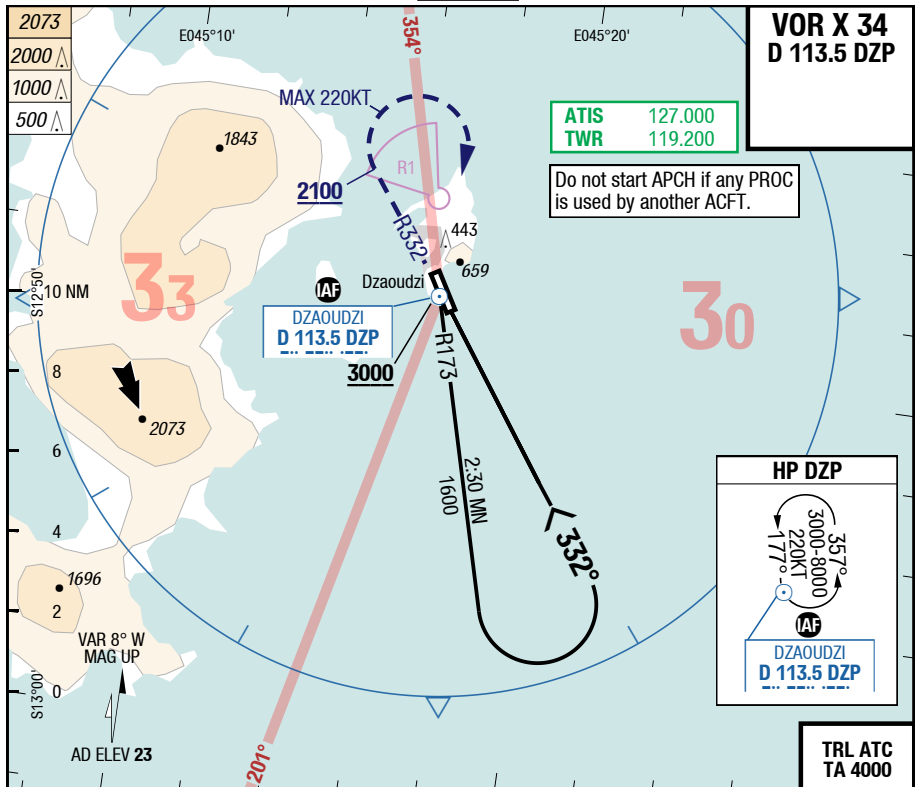 2073
2000
1000
500
E045°10'
354°
E045°20'
VOR X 34
D 113.5 DZP
MAX 220KT
ATIS 127.000
TWR 119.200
1843
R1
2100
Do not start APCH if any PROC
is used by another ACFT.
R332
443
659
S12°50'
10 NM
33
IAF
Dzaoudzi
DZAOUDZI
D 113.5 DZP
30
3000
R173
8
2073
6
2:30 MN
1600
4
332°
HP DZP
357°
3000-8000
220KT
177°
IAF
DZAOUDZI
D 113.5 DZP
1696
2
VAR 8° W
MAG UP
S13°00'
0
AD ELEV 23
201°
TRL ATC
TA 4000